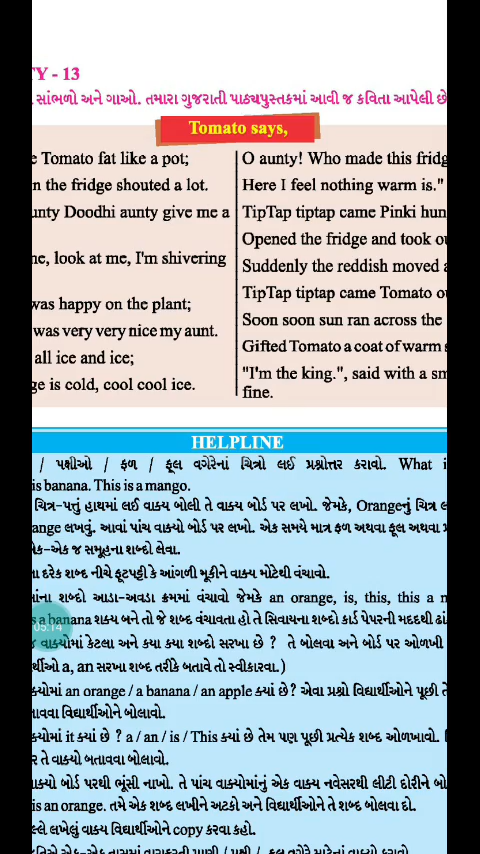 TY - 13
સાંભળો અને ગાઓ. તમારા ગુજરાતી પાઠ્યપુસ્તકમાં આવી જ કવિતા આપેલી છે
Tomato says,
e Tomato fat like a pot;
n the fridge shouted a lot.
unty Doodhi aunty give me a
ne, look at me, I'm shivering
was happy on the plant;
was very very nice my aunt.
all ice and ice;
ge is cold, cool cool ice.
O aunty! Who made this fridg
Here I feel nothing warm is."
TipTap tiptap came Pinki hun
Opened the fridge and took ou
Suddenly the reddish moved a
TipTap tiptap came Tomato ou
Soon soon sun ran across the
Gifted Tomato a coat of warm s
"I'm the king.", said with a sm
fine.
HELPLINE
/ પક્ષીઓ / ફળ / ફૂલ વગેરેનાં ચિત્રો લઈ પ્રશ્નોત્તર કરાવો. What i
is banana. This is a mango.
ચિત્ર-પત્તું હાથમાં લઈ વાક્ય બોલી તે વાક્ય બોર્ડ પર લખો. જેમકે, Orangeનું ચિત્ર લ
ange લખવું. આવાં પાંચ વાક્યો બોર્ડ પર લખો. એક સમયે માત્ર ફળ અથવા ફૂલ અથવા પ્ર
ેક-એક જ સમૂહના શબ્દો લેવા.
ના દરેક શબ્દ નીચે ફૂટપટ્ટી કે આંગળી મૂકીને વાક્ય મોટેથી વંચાવો.
માંના શબ્દો આડા-અવડા ક્રમમાં વંચાવો જેમકે an orange, is, this, this a m
s a banana શક્ય બને તો જે શબ્દ વંચાવતા હો તે સિવાયના શબ્દો કાર્ડ પેપરની મદદથી ઢાં
05:14
જ વાક્યોમાં કેટલા અને ક્યા ક્યા શબ્દો સરખા છે ? તે બોલવા અને બોર્ડ પર ઓળખી
ાર્થીઓ a, an સરખા શબ્દ તરીકે બતાવે તો સ્વીકારવા.)
ક્યોમાં an orange / a banana / an apple ક્યાં છે? એવા પ્રશ્નો વિદ્યાર્થીઓને પૂછી તે
તાવવા વિદ્યાર્થીઓને બોલાવો.
ક્યોમાં it ક્યાં છે ? a / an / is / This ક્યાં છે તેમ પણ પૂછી પ્રત્યેક શબ્દ ઓળખાવો.
ર તે વાક્યો બતાવવા બોલાવો.
ાક્યો બોર્ડ પરથી ભૂંસી નાખો. તે પાંચ વાક્યોમાંનું એક વાક્ય નવેસરથી લીટી દોરીને બો
is an orange. તમે એક શબ્દ લખીને અટકો અને વિદ્યાર્થીઓને તે શબ્દ બોલવા દો.
લ્લે લખેલું વાક્ય વિદ્યાર્થીઓને copy કરવા કહો.